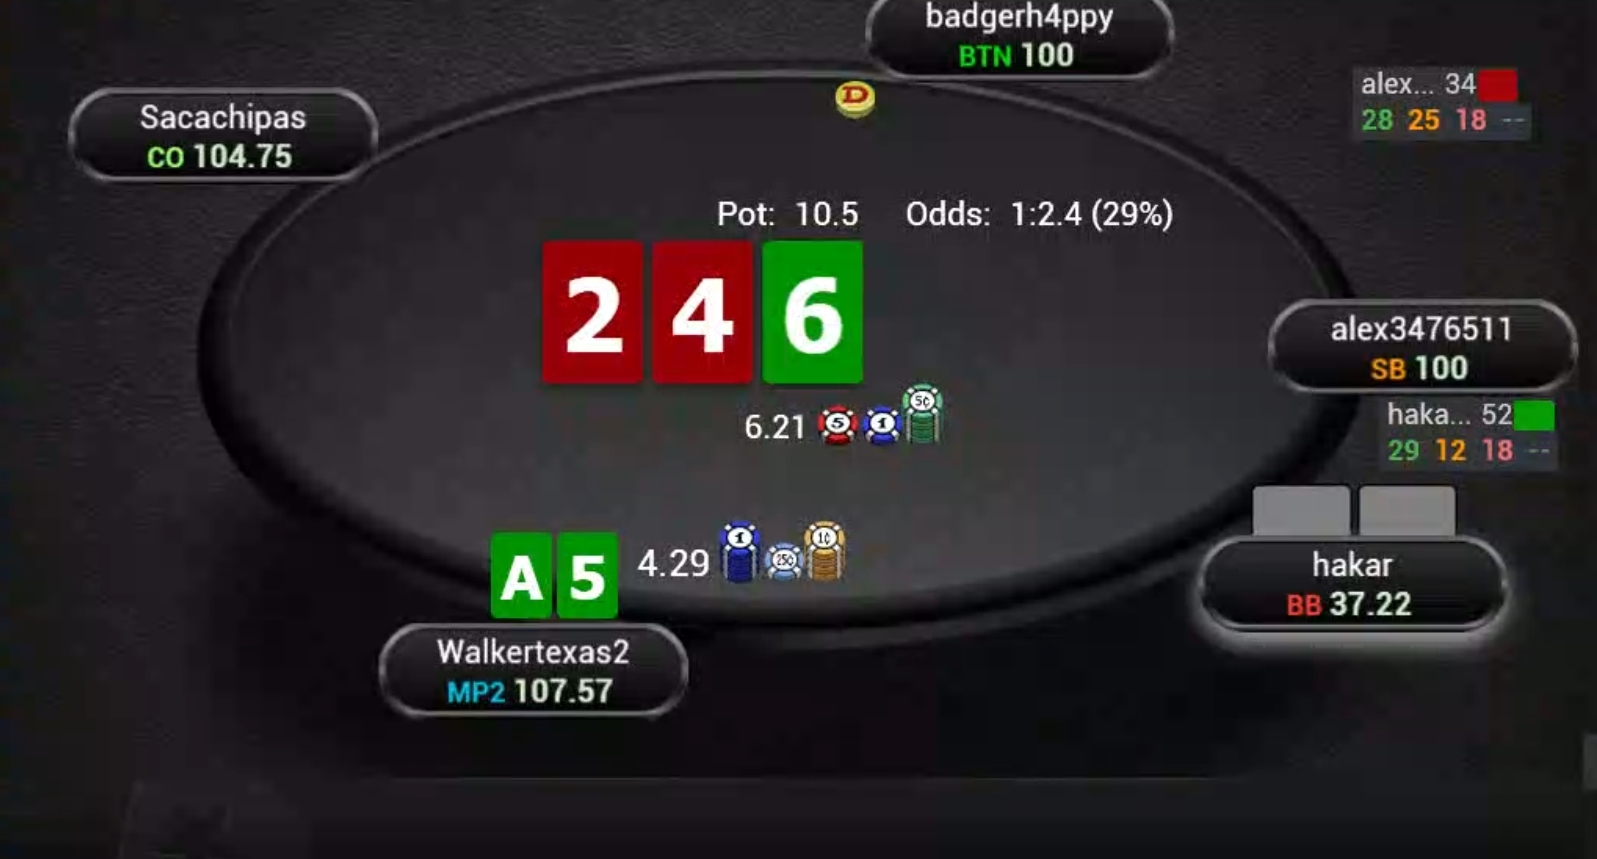 badgerh4ppy
BTN 100
alex... 34
28 25 18 --
Sacachipas
CO 104.75
D
Pot: 10.5 Odds: 1:2.4 (29%)
2 4 6
alex3476511
SB 100
haka... 52
29 12 18 --
6.21 5 1 5¢
A 5 4.29 1 25¢ 1¢
hakar
BB 37.22
Walkertexas2
MP2 107.57